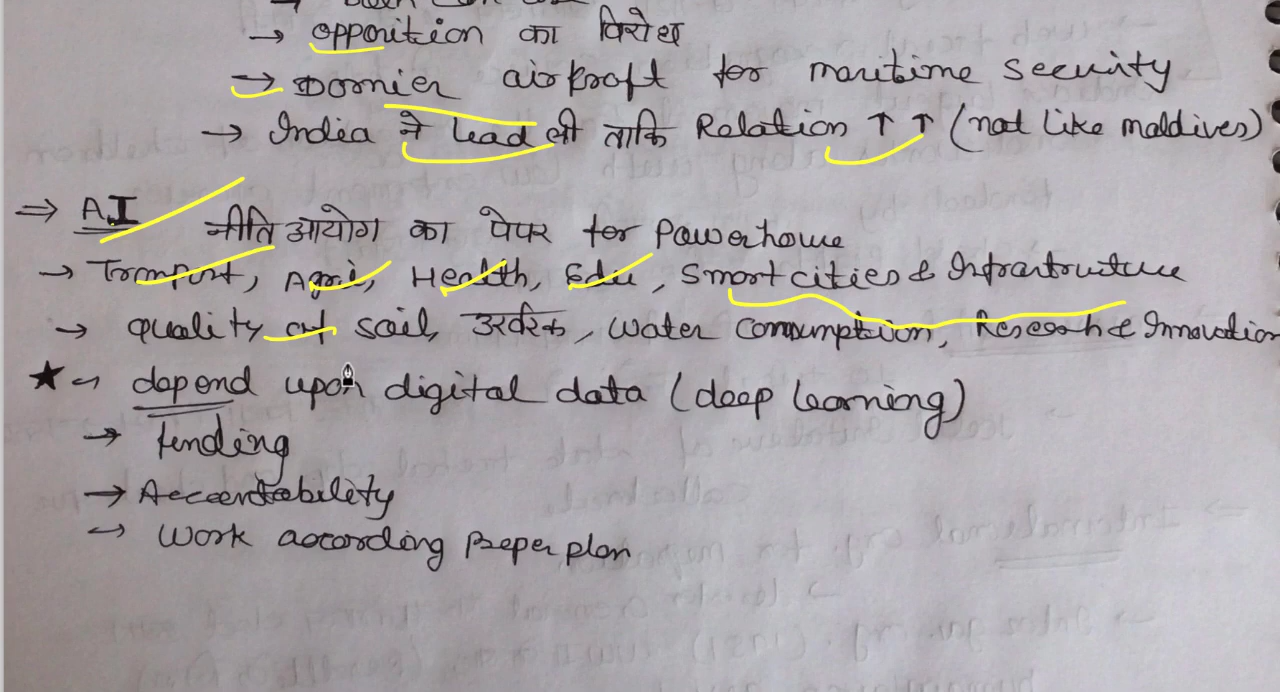 → opponition का विरोध
→ Dornier aircraft for maritime security
→ India ने lead ली ताकि Relation ↑ ↑ (not like maldives)
⇒ AI नीति आयोग का पेपर for Powerhouse
→ Transport, Agri, Health, Edu, Smart cities & Infrastructure
→ quality of soil, उर्वरक, water consumption, Research & Innovation
★ → depend upon digital data (deep learning)
→ funding
→ Accountability
→ Work according proper plan